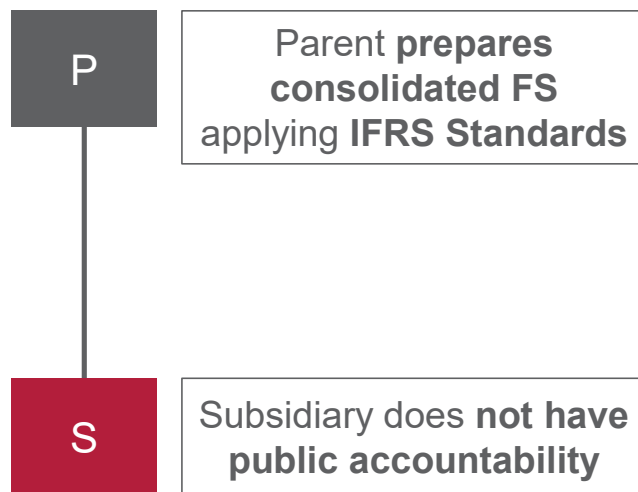 P
Parent prepares
consolidated FS
applying IFRS Standards
S
Subsidiary does not have
public accountability